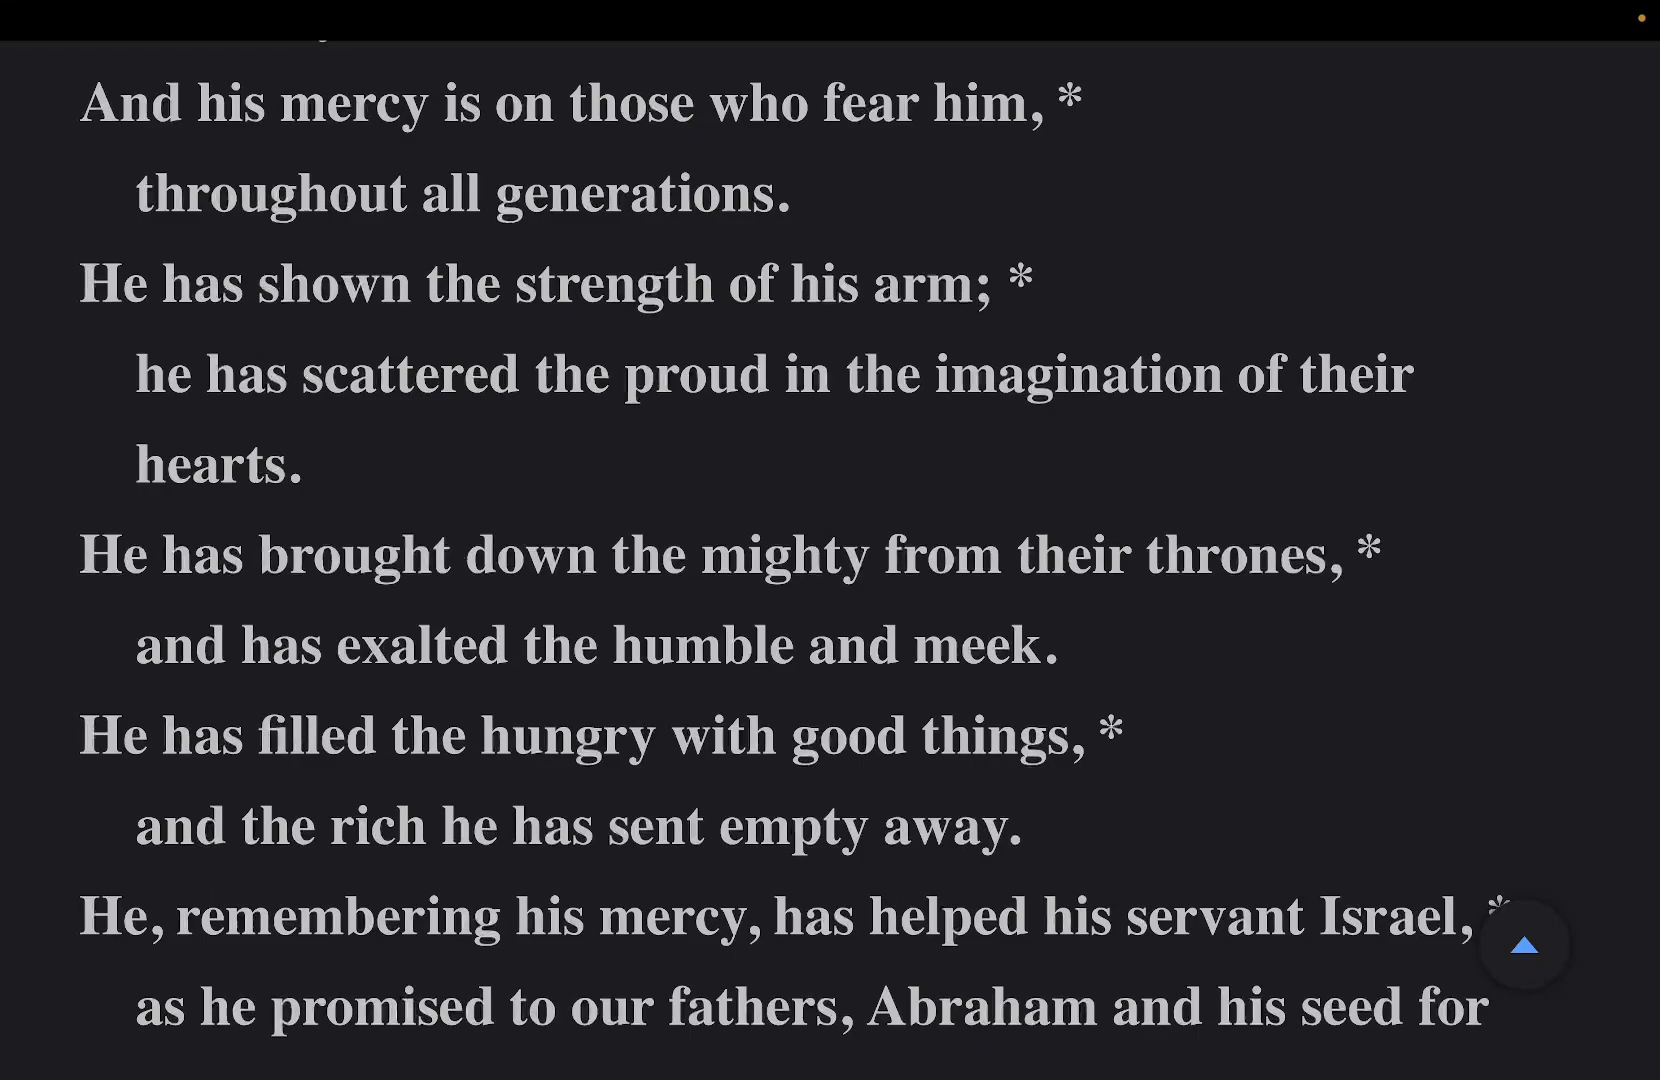 And his mercy is on those who fear him, *
throughout all generations.
He has shown the strength of his arm; *
he has scattered the proud in the imagination of their
hearts.
He has brought down the mighty from their thrones, *
and has exalted the humble and meek.
He has filled the hungry with good things, *
and the rich he has sent empty away.
He, remembering his mercy, has helped his servant Israel, *
as he promised to our fathers, Abraham and his seed for